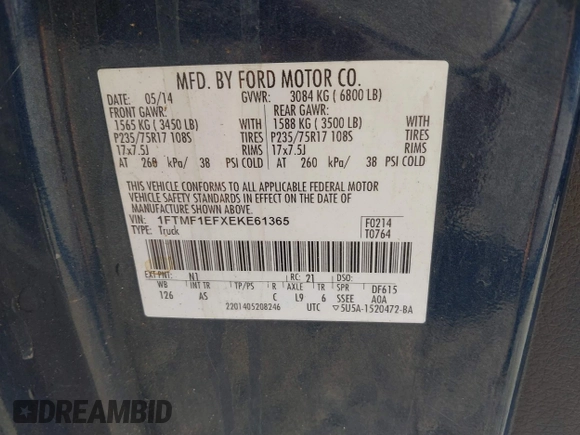 MFD. BY FORD MOTOR CO.
DATE: 05/14 GVWR: 3084 KG ( 6800 LB)
FRONT GAWR: REAR GAWR:
1565 KG ( 3450 LB) WITH 1588 KG ( 3500 LB) WITH
P235/75R17 108S TIRES P235/75R17 108S TIRES
17x7.5J RIMS 17x7.5J RIMS
AT 260 kPa/ 38 PSI COLD AT 260 kPa/ 38 PSI COLD
THIS VEHICLE CONFORMS TO ALL APPLICABLE FEDERAL MOTOR
VEHICLE SAFETY STANDARDS IN EFFECT ON THE DATE OF
MANUFACTURE SHOWN ABOVE.
VIN: 1FTMF1EFXEKE61365 F0214
TYPE: Truck T0764
EXT PNT: N1 RC: 21 DSO:
WB INT TR TP/PS R AXLE TR SPR DF615
126 AS C L9 6 SSEE AOA
2201405208246 UTC ▽5U5A-1520472-BA
DREAMBID